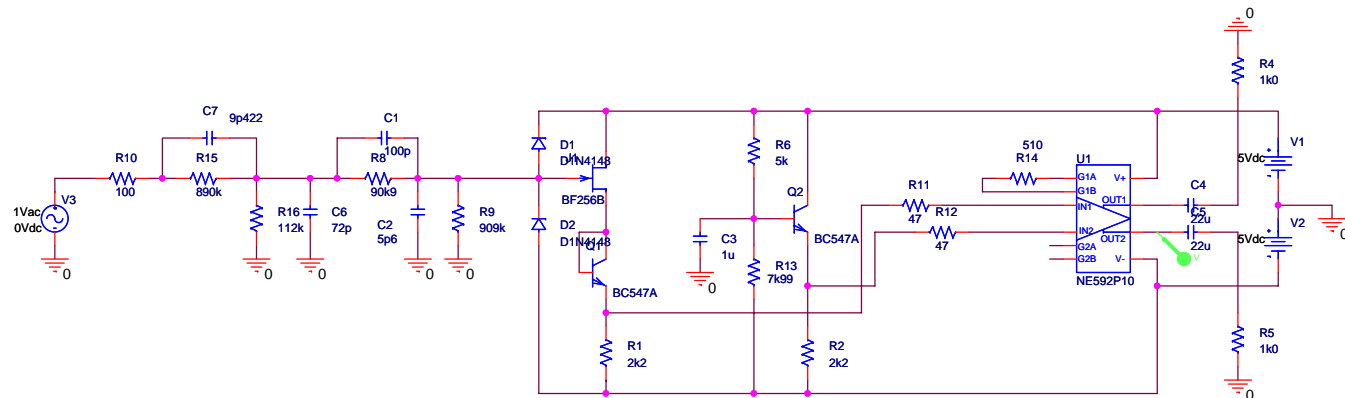 0
R4
1k0
C7
9p422
C1
100p
R10
100
R15
890k
R8
90k9
V3
1Vac
0Vdc
0
R16
112k
0
C6
72p
0
C2
5p6
0
R9
909k
0
D1
D1N4148
J1
BF256B
D2
D1N4148
Q1
BC547A
R1
2k2
R6
5k
C3
1u
0
R13
7k99
Q2
BC547A
R2
2k2
R11
47
R12
47
510
R14
U1
G1A
G1B
IN1
IN2
G2A
G2B
V+
OUT1
OUT2
V-
NE592P10
C4
22u
C5
22u
V
V1
5Vdc
V2
5Vdc
0
R5
1k0
0